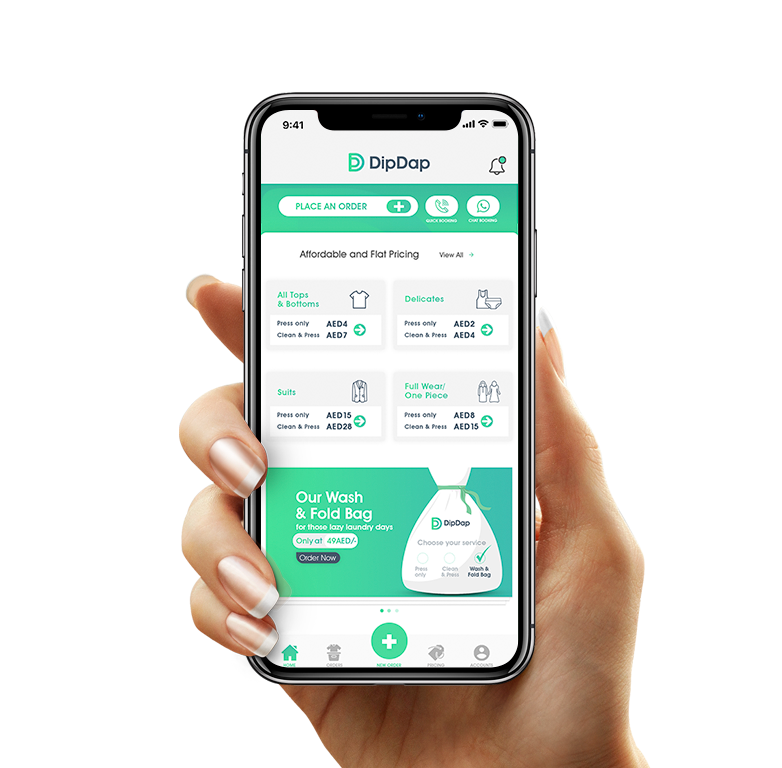 9:41
DipDap
PLACE AN ORDER
QUICK BOOKING
CHAT BOOKING
Affordable and Flat Pricing
View All
All Tops
& Bottoms
Press only AED4
Clean & Press AED7
Delicates
Press only AED2
Clean & Press AED4
Suits
Press only AED15
Clean & Press AED28
Full Wear/
One Piece
Press only AED8
Clean & Press AED15
Our Wash
& Fold Bag
for those lazy laundry days
Only at 49AED/-
Order Now
DipDap
Choose your service
Press
only
Clean
& Press
Wash &
Fold Bag
HOME
ORDERS
NEW ORDER
PRICING
ACCOUNTS